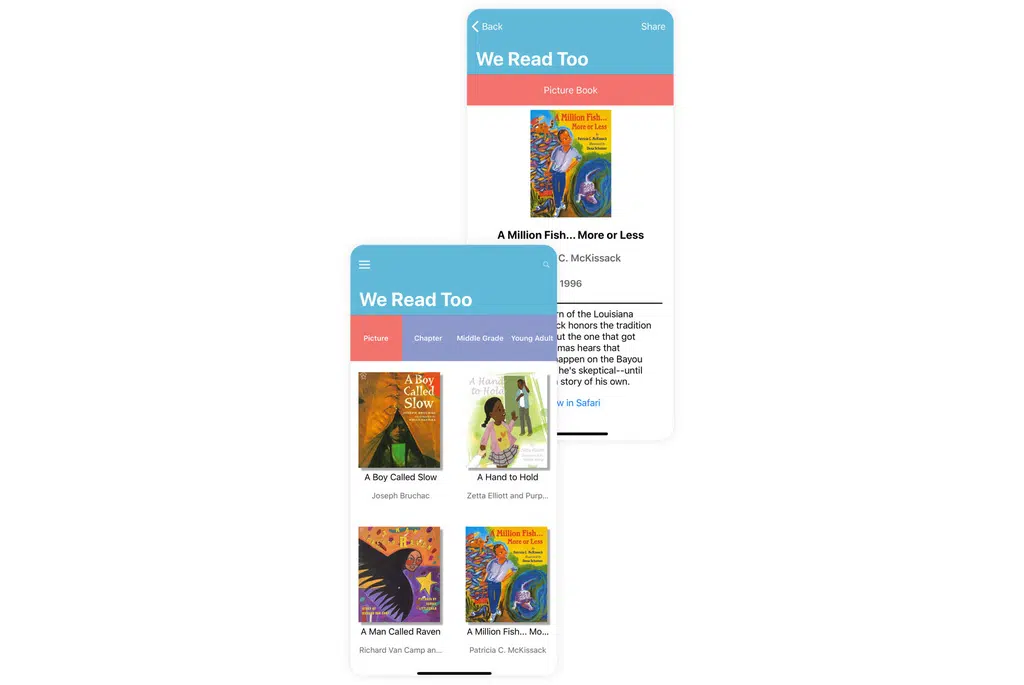 Back
Share
We Read Too
Picture Book
A Million Fish...
More or Less
by
Patricia C. McKissack
A Million Fish... More or Less
C. McKissack
1996
rn of the Louisiana
ck honors the tradition
ut the one that got
mas hears that
appen on the Bayou
he's skeptical--until
story of his own.
w in Safari
We Read Too
Picture
Chapter
Middle Grade
Young Adult
A Boy
Called
Slow
A Hand
to Hold
A Boy Called Slow
A Hand to Hold
Joseph Bruchac
Zetta Elliott and Purp...
A Million Fish...
More or Less
by
Patricia C. McKissack
A Man Called Raven
A Million Fish... Mo...
Richard Van Camp an...
Patricia C. McKissack